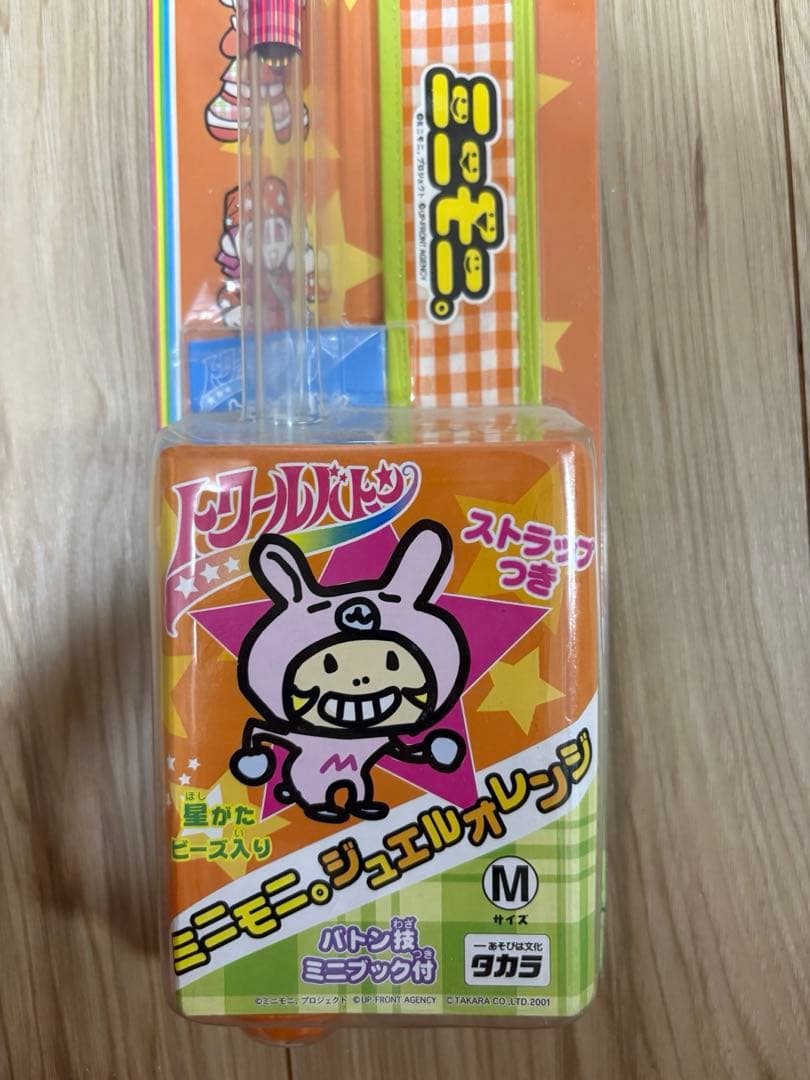 ミニモニ。
©ミニモニ。プロジェクト ©UP-FRONT AGENCY
トワールバトン
ストラップ
つき
M
ほし
星がた
い
ビーズ入り
ミニモニ。ジュエルオレンジ
M
サイズ
わざ
バトン技
つき
ミニブック付
あそびは文化
タカラ
©ミニモニ。プロジェクト ©UP FRONT AGENCY ©TAKARA CO.,LTD.2001